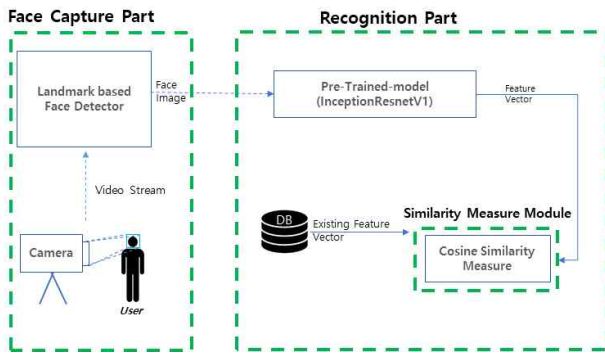 Face Capture Part
Recognition Part
Landmark based
Face Detector
Face
Image
Pre-Trained-model
(InceptionResnetV1)
Feature
Vector
Video Stream
Camera
User
DB
Existing Feature
Vector
Similarity Measure Module
Cosine Similarity
Measure